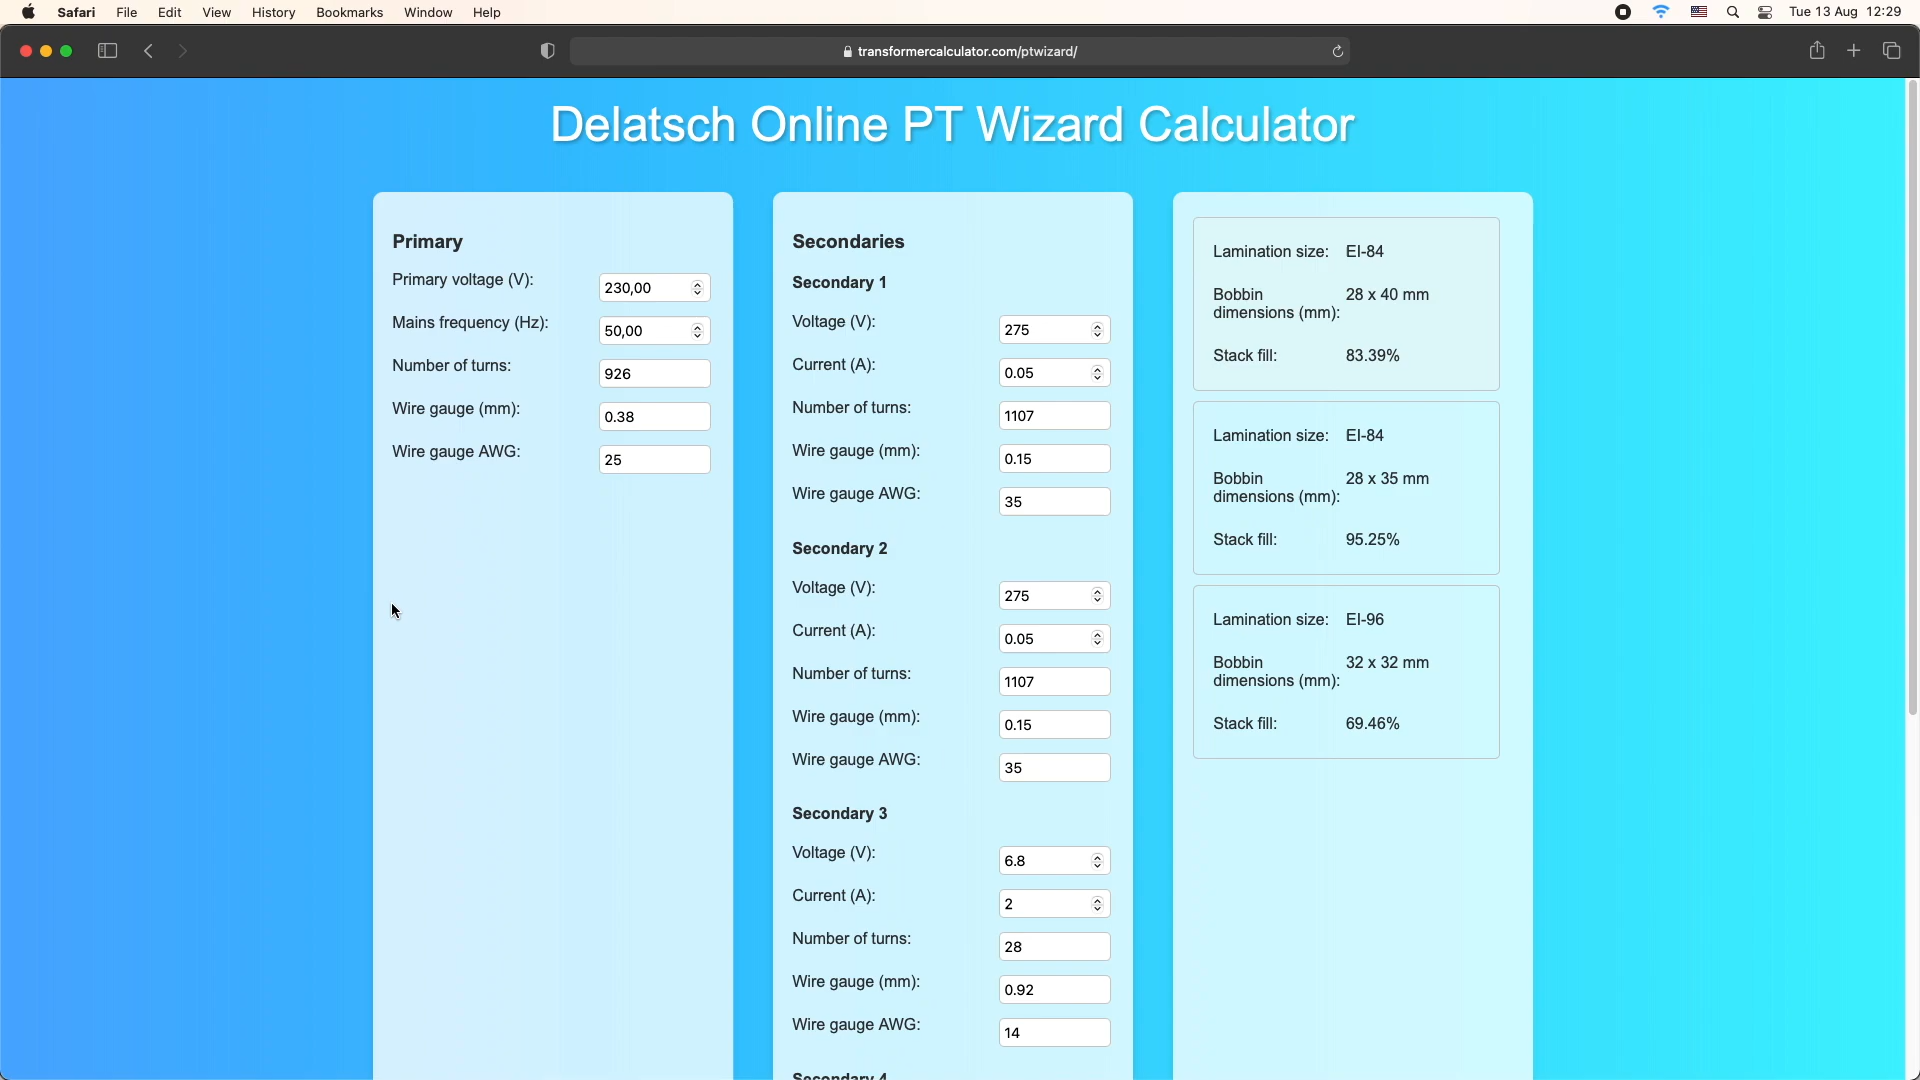 Safari File Edit View History Bookmarks Window Help Tue 13 Aug 12:29
transformercalculator.com/ptwizard/
Delatsch Online PT Wizard Calculator
Primary
Primary voltage (V): 230,00
Mains frequency (Hz): 50,00
Number of turns: 926
Wire gauge (mm): 0.38
Wire gauge AWG: 25
Secondaries
Secondary 1
Voltage (V): 275
Current (A): 0.05
Number of turns: 1107
Wire gauge (mm): 0.15
Wire gauge AWG: 35
Secondary 2
Voltage (V): 275
Current (A): 0.05
Number of turns: 1107
Wire gauge (mm): 0.15
Wire gauge AWG: 35
Secondary 3
Voltage (V): 6.8
Current (A): 2
Number of turns: 28
Wire gauge (mm): 0.92
Wire gauge AWG: 14
Secondary 4
Lamination size: EI-84
Bobbin 28 x 40 mm
dimensions (mm):
Stack fill: 83.39%
Lamination size: EI-84
Bobbin 28 x 35 mm
dimensions (mm):
Stack fill: 95.25%
Lamination size: EI-96
Bobbin 32 x 32 mm
dimensions (mm):
Stack fill: 69.46%